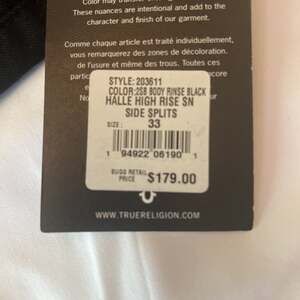 Color may transfer
These nuances are intentional and add to the
character and finish of our garment.
Comme chaque article est traité individuellement,
vous remarquerez des zones de décoloration,
de l'usure et même des trous. Toutes ces
encore
STYLE: 203611
COLOR:2SB BODY RINSE BLACK
HALLE HIGH RISE SN
SIDE SPLITS
SIZE: 33
1 94922 06190 1
SUGG RETAIL
PRICE $179.00
WWW.TRUERELIGION.COM